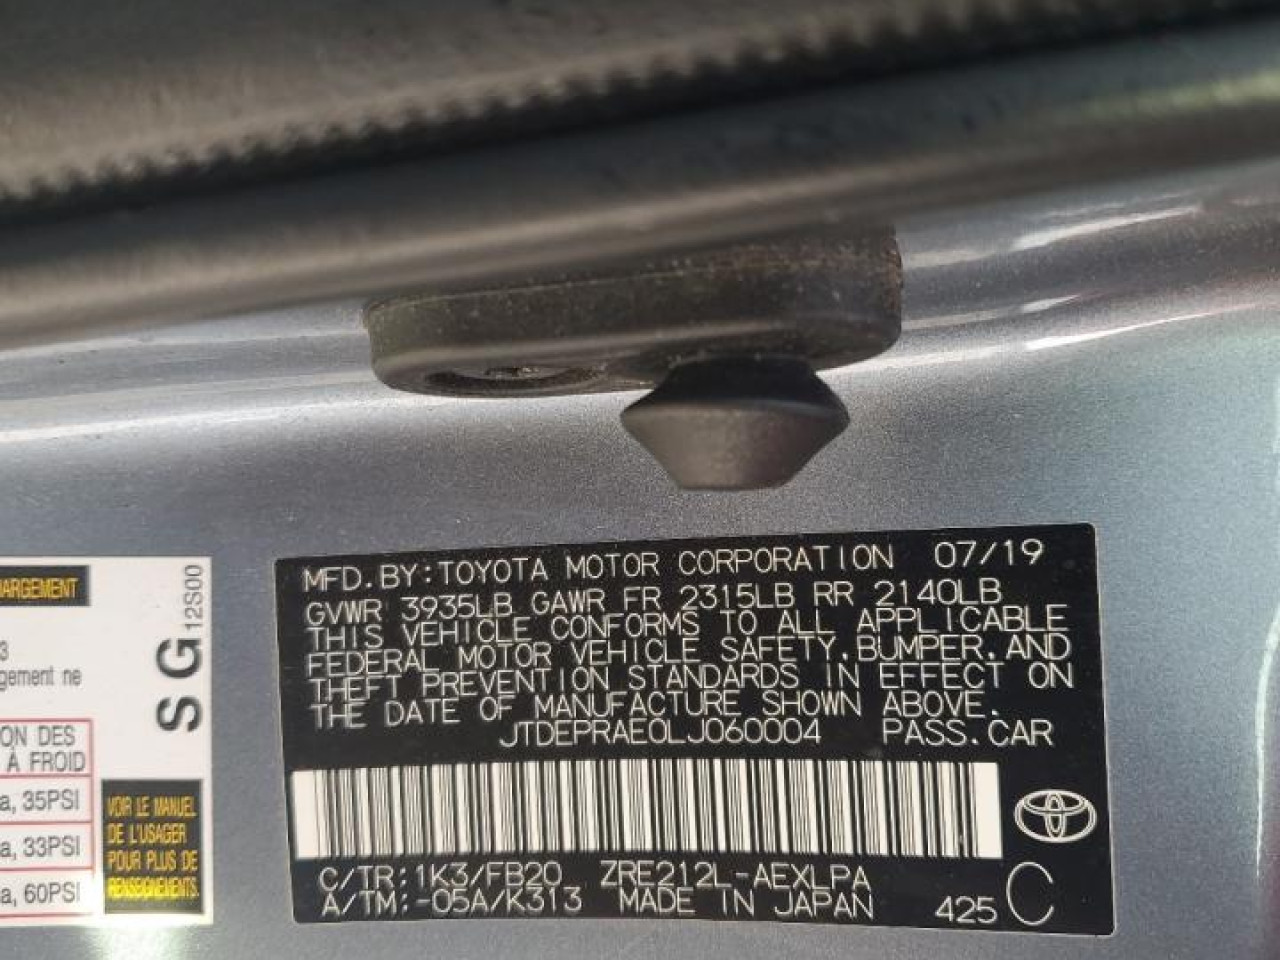 HARGEMENT
3
gement ne
ON DES
À FROID
a, 35PSI
a, 33PSI
a, 60PSI
SG 12S00
VOIR LE MANUEL
DE L'USAGER
POUR PLUS DE
RENSEIGNEMENTS.
MFD.BY:TOYOTA MOTOR CORPORATION 07/19
GVWR 3935LB GAWR FR 2315LB RR 2140LB
THIS VEHICLE CONFORMS TO ALL APPLICABLE
FEDERAL MOTOR VEHICLE SAFETY,BUMPER,AND
THEFT PREVENTION STANDARDS IN EFFECT ON
THE DATE OF MANUFACTURE SHOWN ABOVE.
JTDEPRAE0LJ060004 PASS.CAR
C/TR:1K3/FB20 ZRE212L-AEXLPA
A/TM:-05A/K313 MADE IN JAPAN 425 C